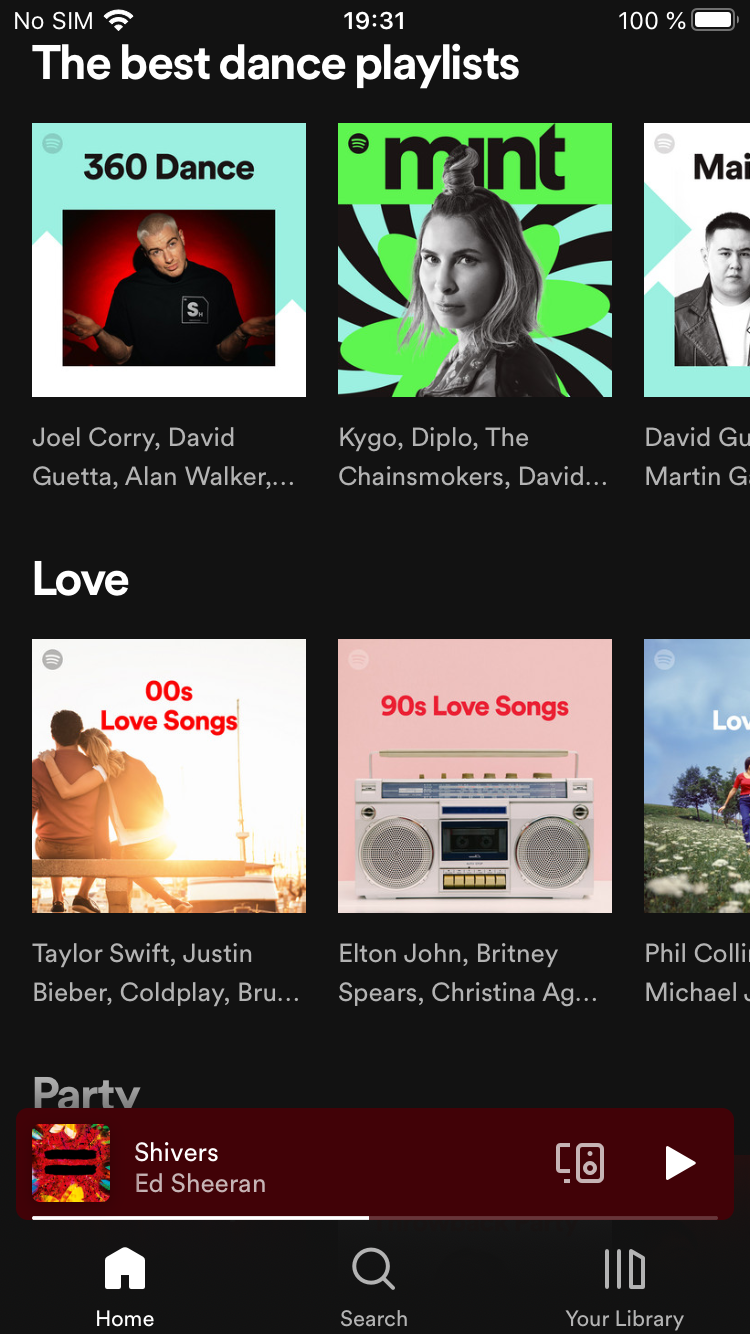 No SIM 19:31 100 %
The best dance playlists
360 Dance
mint
Mai
S
Joel Corry, David
Guetta, Alan Walker,...
Kygo, Diplo, The
Chainsmokers, David...
David Gu
Martin G
Love
00s
Love Songs
90s Love Songs
Lov
Taylor Swift, Justin
Bieber, Coldplay, Bru...
Elton John, Britney
Spears, Christina Ag...
Phil Colli
Michael J
Party
Shivers
Ed Sheeran
Home
Search
Your Library